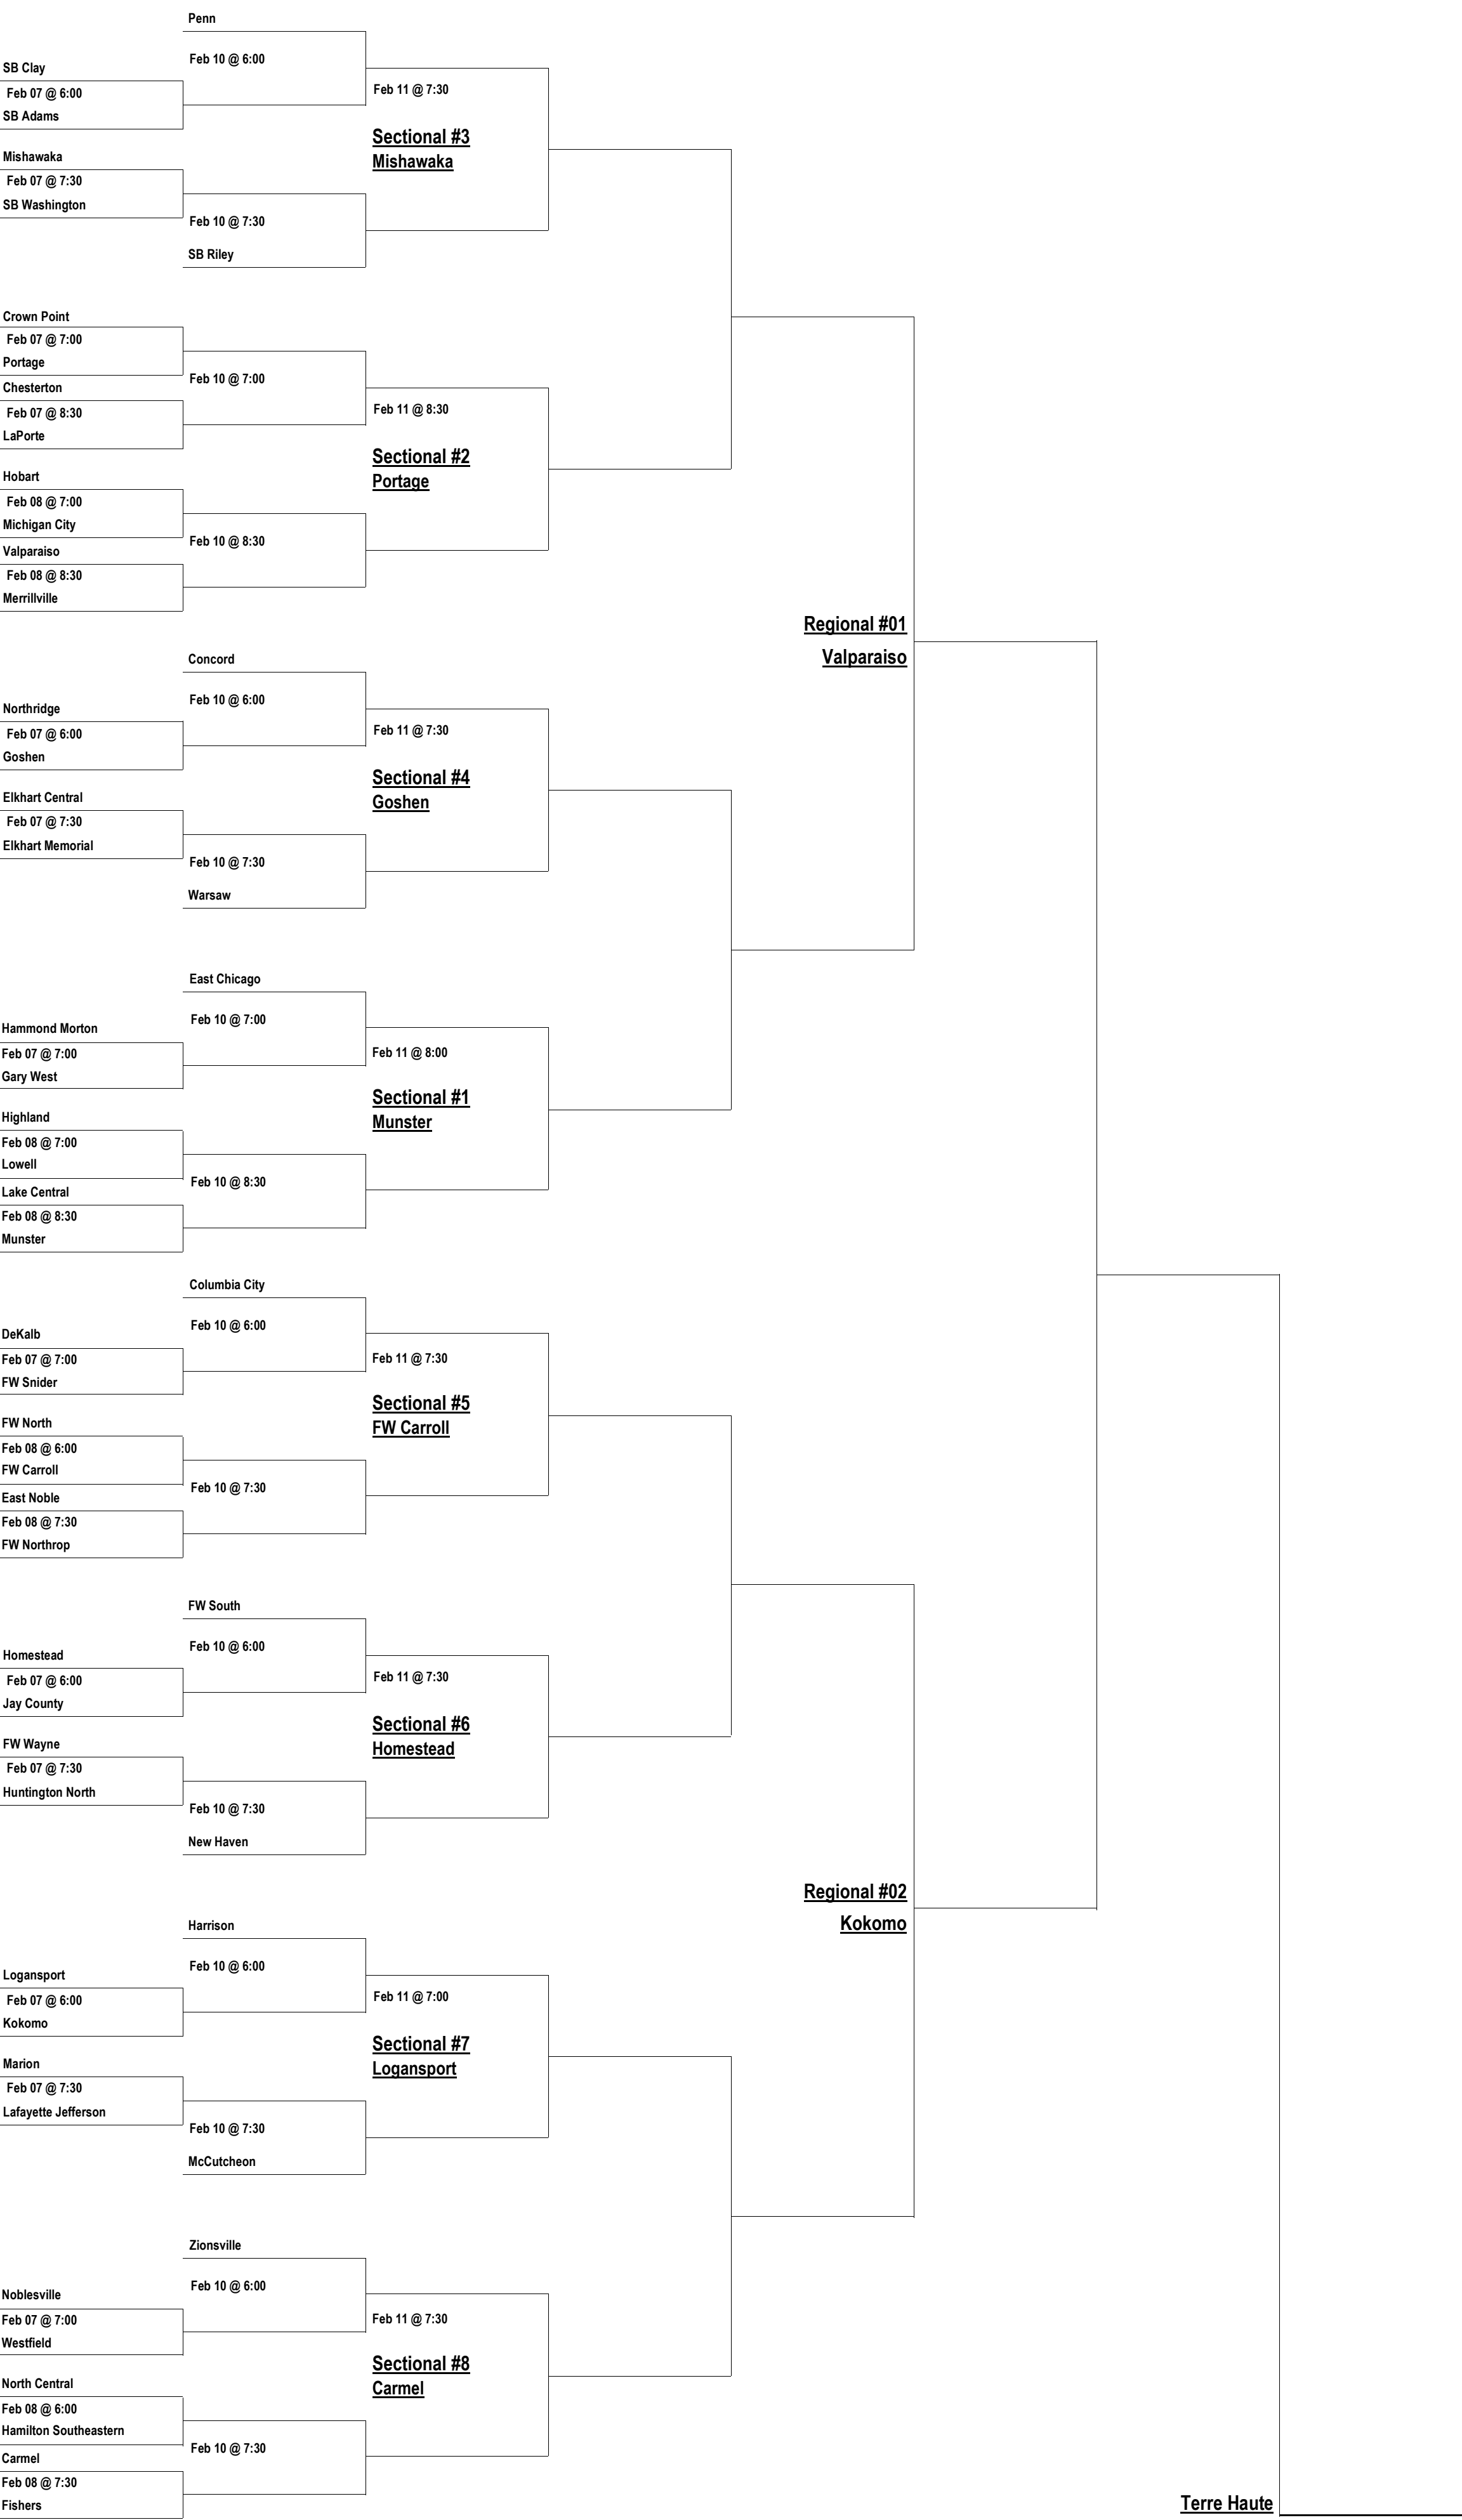 Penn
Feb 10 @ 6:00
SB Clay
Feb 07 @ 6:00
SB Adams
Feb 11 @ 7:30
Sectional #3
Mishawaka
Mishawaka
Feb 07 @ 7:30
SB Washington
Feb 10 @ 7:30
SB Riley
Crown Point
Feb 07 @ 7:00
Portage
Feb 10 @ 7:00
Chesterton
Feb 07 @ 8:30
LaPorte
Feb 11 @ 8:30
Sectional #2
Portage
Hobart
Feb 08 @ 7:00
Michigan City
Feb 10 @ 8:30
Valparaiso
Feb 08 @ 8:30
Merrillville
Regional #01
Valparaiso
Concord
Feb 10 @ 6:00
Northridge
Feb 07 @ 6:00
Goshen
Feb 11 @ 7:30
Sectional #4
Goshen
Elkhart Central
Feb 07 @ 7:30
Elkhart Memorial
Feb 10 @ 7:30
Warsaw
East Chicago
Feb 10 @ 7:00
Hammond Morton
Feb 07 @ 7:00
Gary West
Feb 11 @ 8:00
Sectional #1
Munster
Highland
Feb 08 @ 7:00
Lowell
Feb 10 @ 8:30
Lake Central
Feb 08 @ 8:30
Munster
Columbia City
Feb 10 @ 6:00
DeKalb
Feb 07 @ 7:00
FW Snider
Feb 11 @ 7:30
Sectional #5
FW Carroll
FW North
Feb 08 @ 6:00
FW Carroll
Feb 10 @ 7:30
East Noble
Feb 08 @ 7:30
FW Northrop
FW South
Feb 10 @ 6:00
Homestead
Feb 07 @ 6:00
Jay County
Feb 11 @ 7:30
Sectional #6
Homestead
FW Wayne
Feb 07 @ 7:30
Huntington North
Feb 10 @ 7:30
New Haven
Regional #02
Kokomo
Harrison
Feb 10 @ 6:00
Logansport
Feb 07 @ 6:00
Kokomo
Feb 11 @ 7:00
Sectional #7
Logansport
Marion
Feb 07 @ 7:30
Lafayette Jefferson
Feb 10 @ 7:30
McCutcheon
Zionsville
Feb 10 @ 6:00
Noblesville
Feb 07 @ 7:00
Westfield
Feb 11 @ 7:30
Sectional #8
Carmel
North Central
Feb 08 @ 6:00
Hamilton Southeastern
Feb 10 @ 7:30
Carmel
Feb 08 @ 7:30
Fishers
Terre Haute